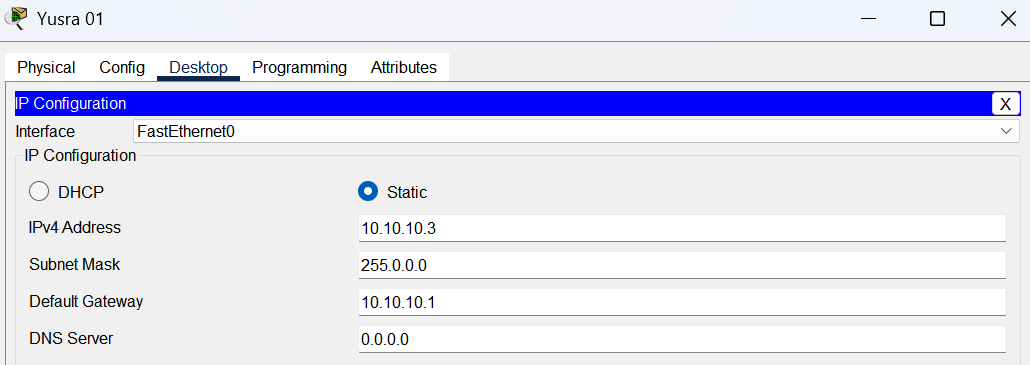 Yusra 01
Physical Config Desktop Programming Attributes
IP Configuration X
Interface FastEthernet0
IP Configuration
DHCP Static
IPv4 Address 10.10.10.3
Subnet Mask 255.0.0.0
Default Gateway 10.10.10.1
DNS Server 0.0.0.0